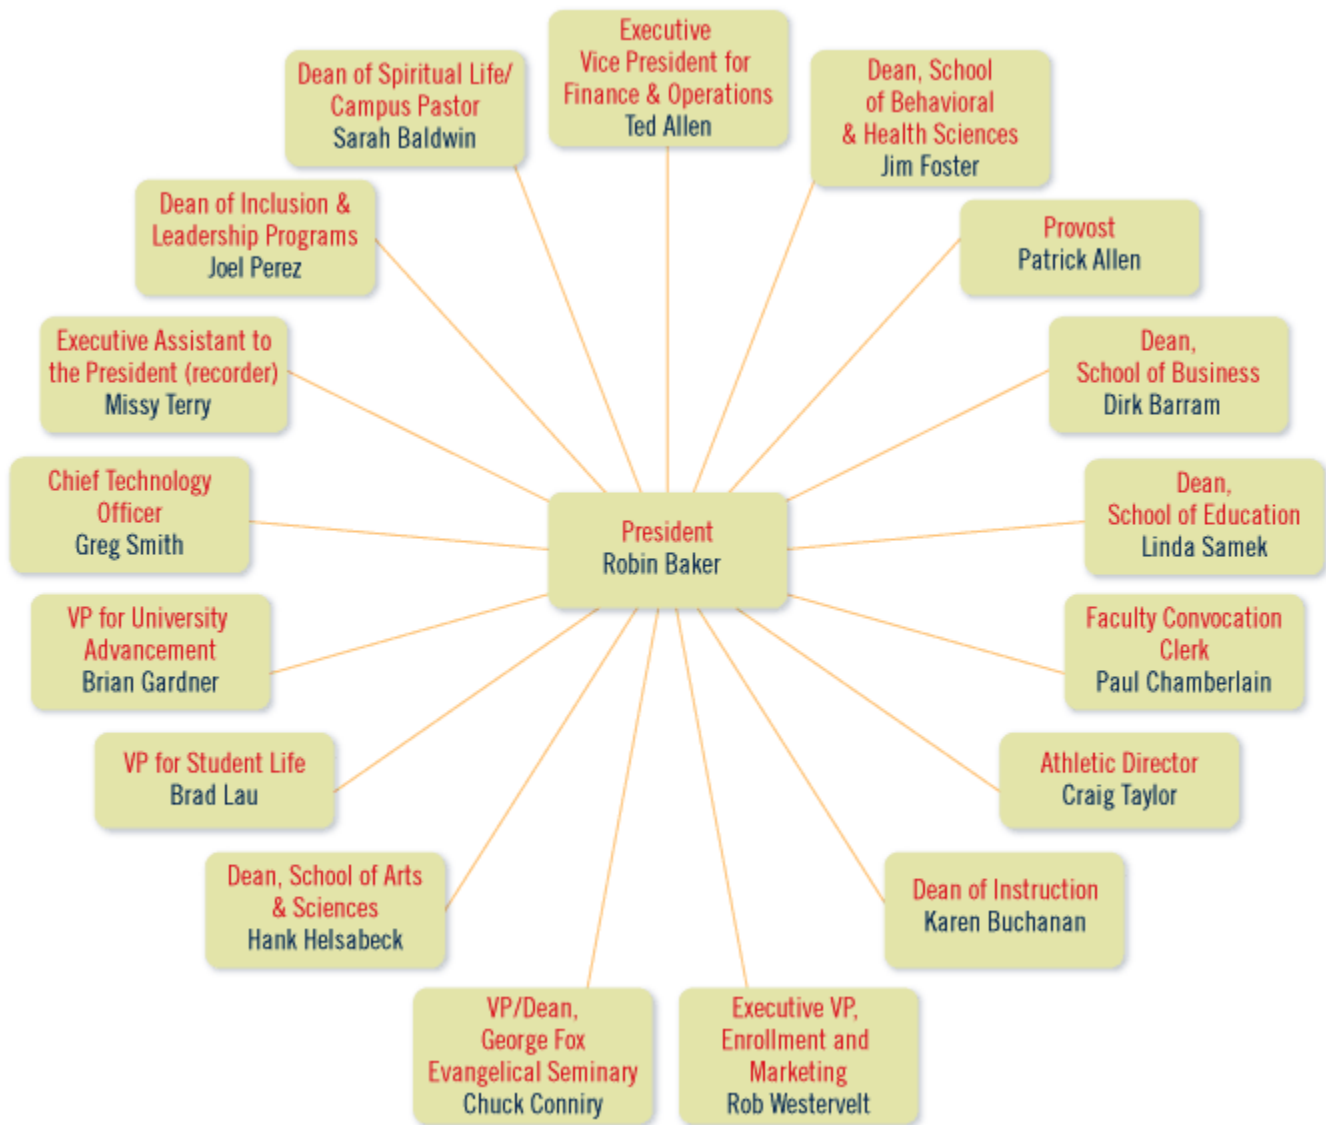 Executive
Vice President for
Finance & Operations
Ted Allen
Dean of Spiritual Life/
Campus Pastor
Sarah Baldwin
Dean, School
of Behavioral
& Health Sciences
Jim Foster
Dean of Inclusion &
Leadership Programs
Joel Perez
Provost
Patrick Allen
Executive Assistant to
the President (recorder)
Missy Terry
Dean,
School of Business
Dirk Barram
Chief Technology
Officer
Greg Smith
President
Robin Baker
Dean,
School of Education
Linda Samek
VP for University
Advancement
Brian Gardner
Faculty Convocation
Clerk
Paul Chamberlain
VP for Student Life
Brad Lau
Athletic Director
Craig Taylor
Dean, School of Arts
& Sciences
Hank Helsabeck
Dean of Instruction
Karen Buchanan
VP/Dean,
George Fox
Evangelical Seminary
Chuck Conniry
Executive VP,
Enrollment and
Marketing
Rob Westervelt